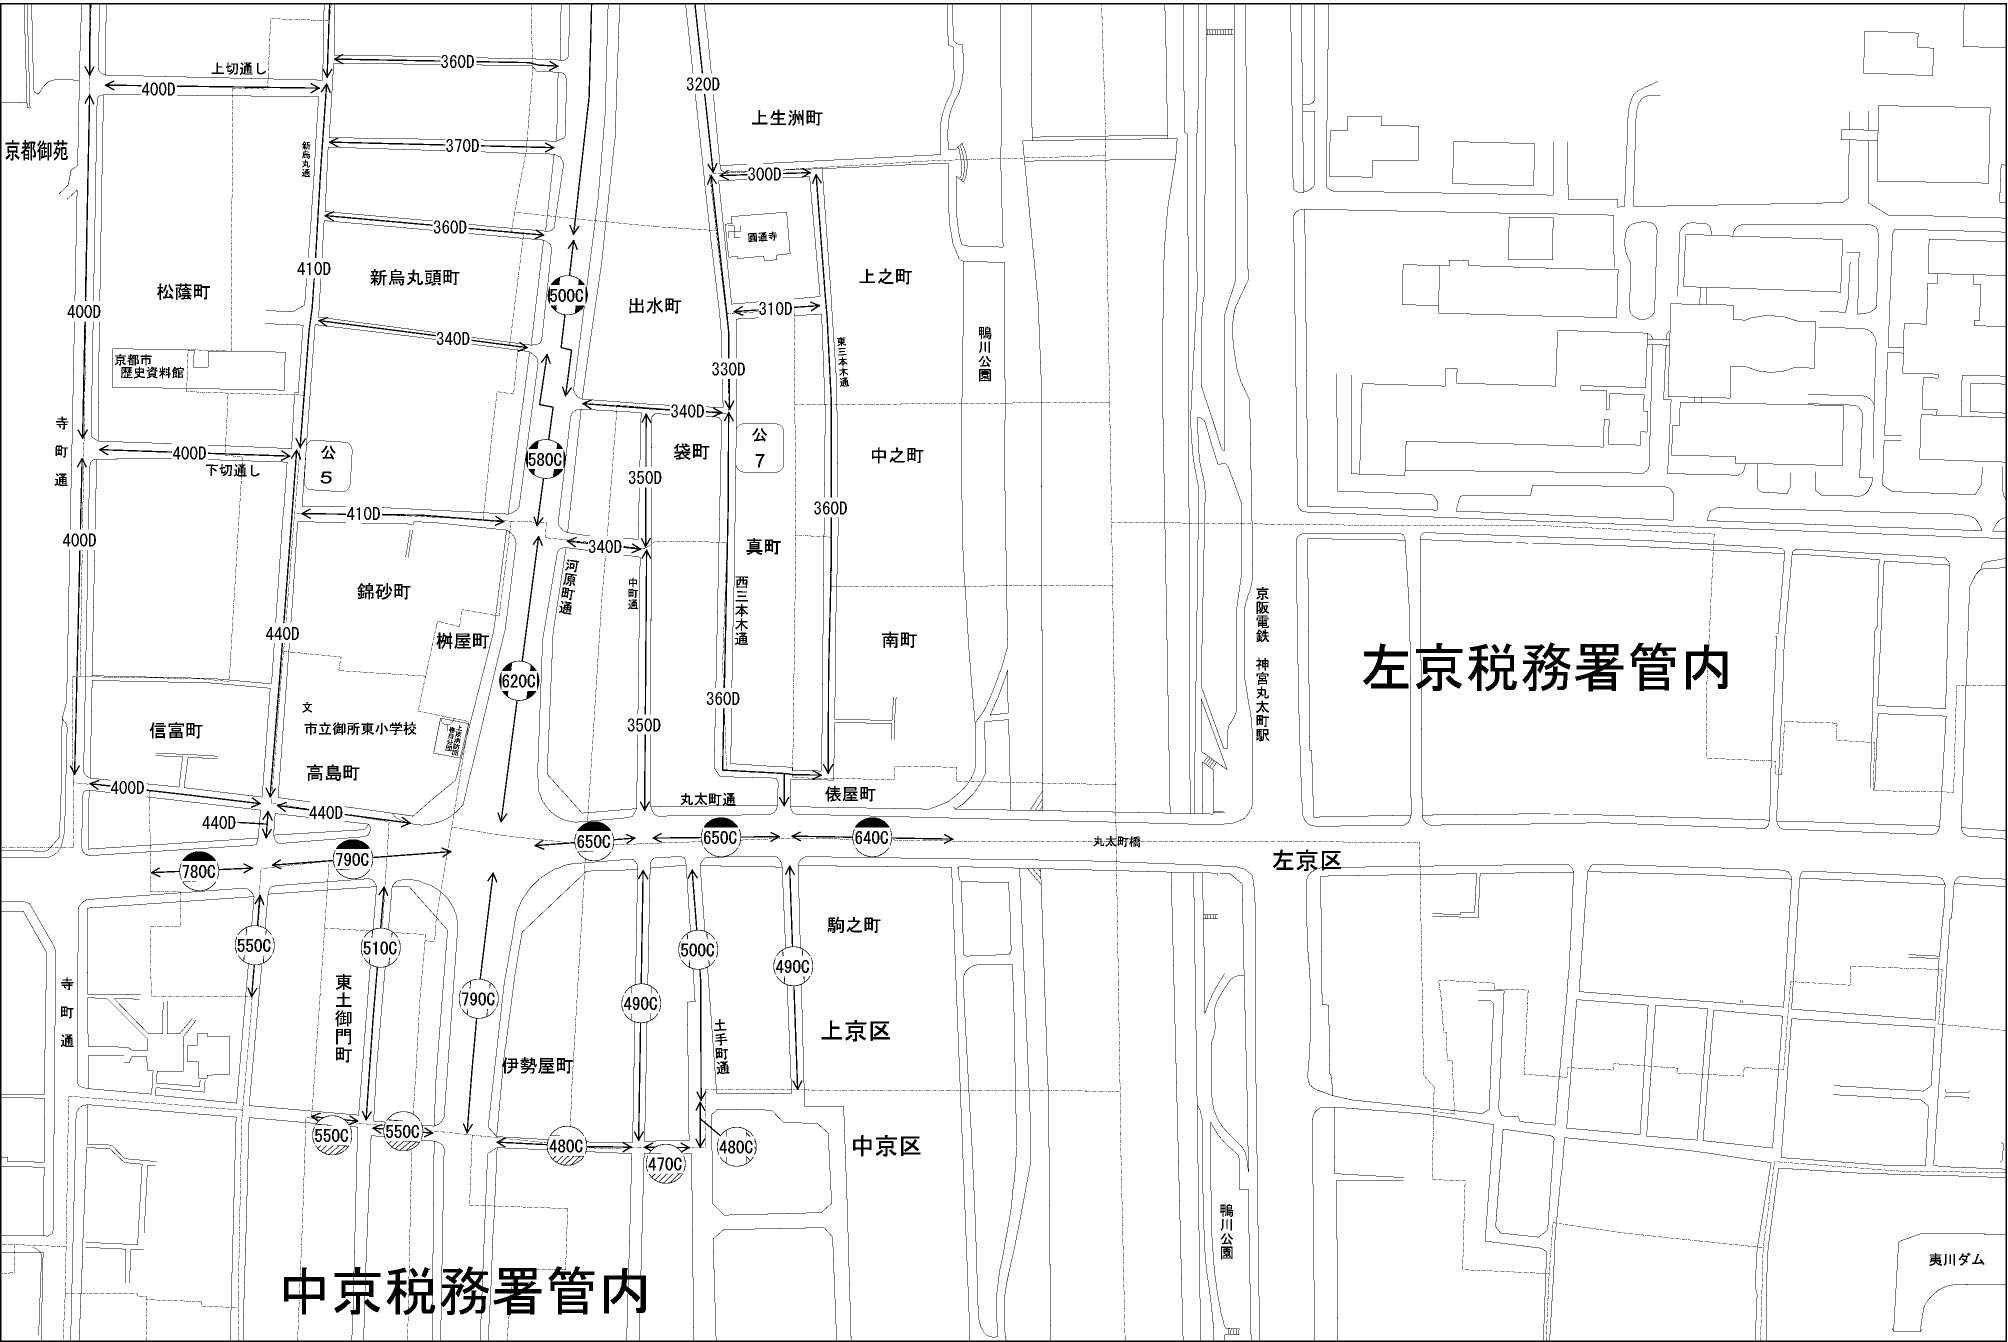 360D
320D
上切通し
400D
上生洲町
京都御苑
新烏丸通
370D
300D
360D
圓通寺
410D
新烏丸頭町
上之町
松蔭町
500C
出水町
400D
310D
鴨川公園
340D
東三本木通
京都市
歴史資料館
330D
340D
寺町通
400D
下切通し
公
5
580C
袋町
公
7
中之町
350D
410D
360D
400D
340D
真町
河原町通
中町通
西三本木通
錦砂町
京阪電鉄 神宮丸太町駅
440D
桝屋町
南町
左京税務署管内
620C
360D
文
市立御所東小学校
信富町
350D
高島町
400D
丸太町通
俵屋町
440D
440D
650C
650C
640C
丸太町橋
790C
780C
左京区
駒之町
550C
510C
500C
490C
寺町通
東土御門町
790C
490C
土手町通
上京区
伊勢屋町
550C
550C
480C
470C
480C
中京区
鴨川公園
夷川ダム
中京税務署管内